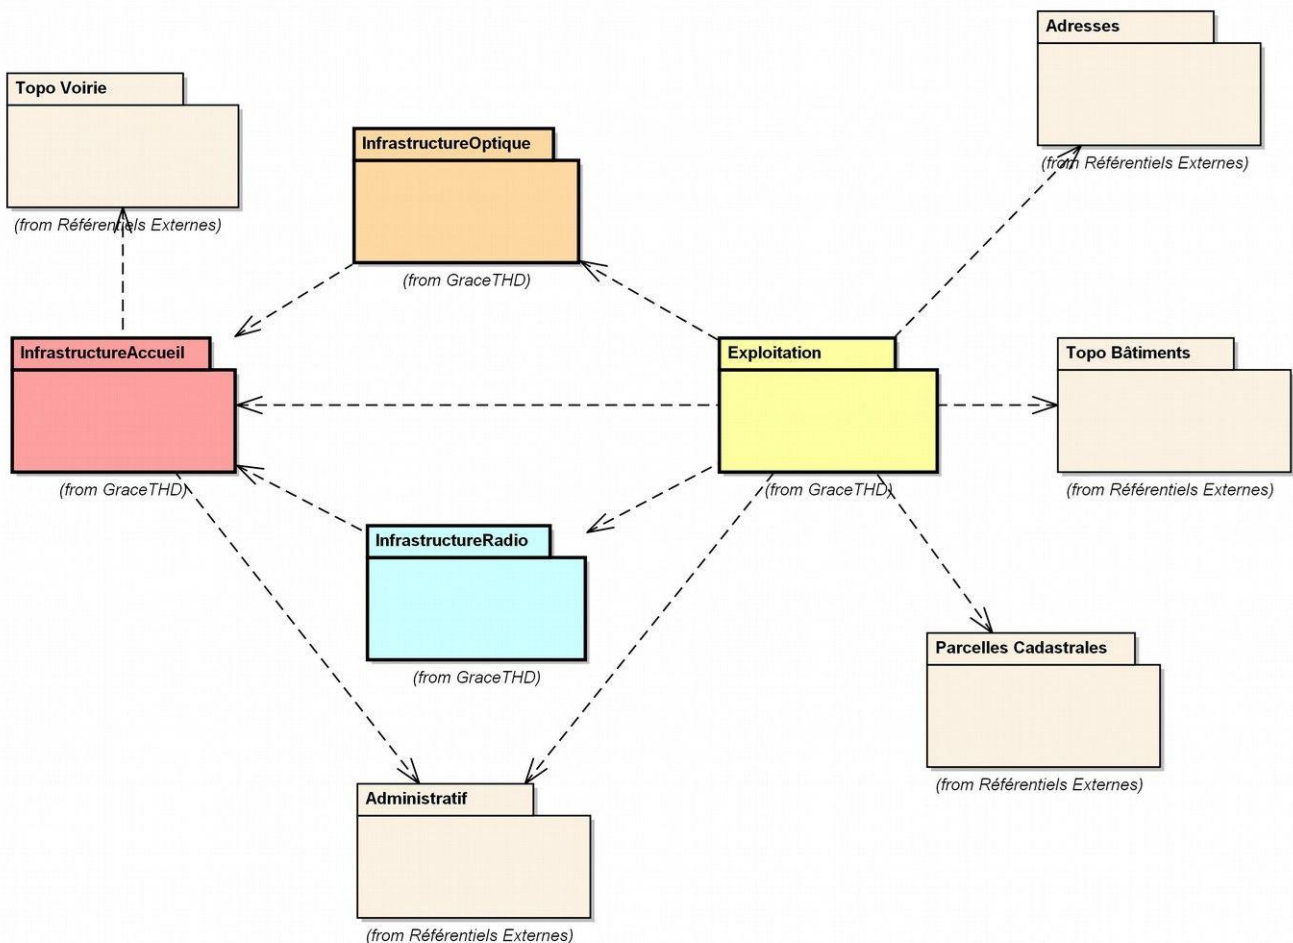 Adresses
(from Référentiels Externes)
Topo Voirie
(from Référentiels Externes)
InfrastructureOptique
(from GraceTHD)
InfrastructureAccueil
(from GraceTHD)
Exploitation
(from GraceTHD)
Topo Bâtiments
(from Référentiels Externes)
InfrastructureRadio
(from GraceTHD)
Parcelles Cadastrales
(from Référentiels Externes)
Administratif
(from Référentiels Externes)